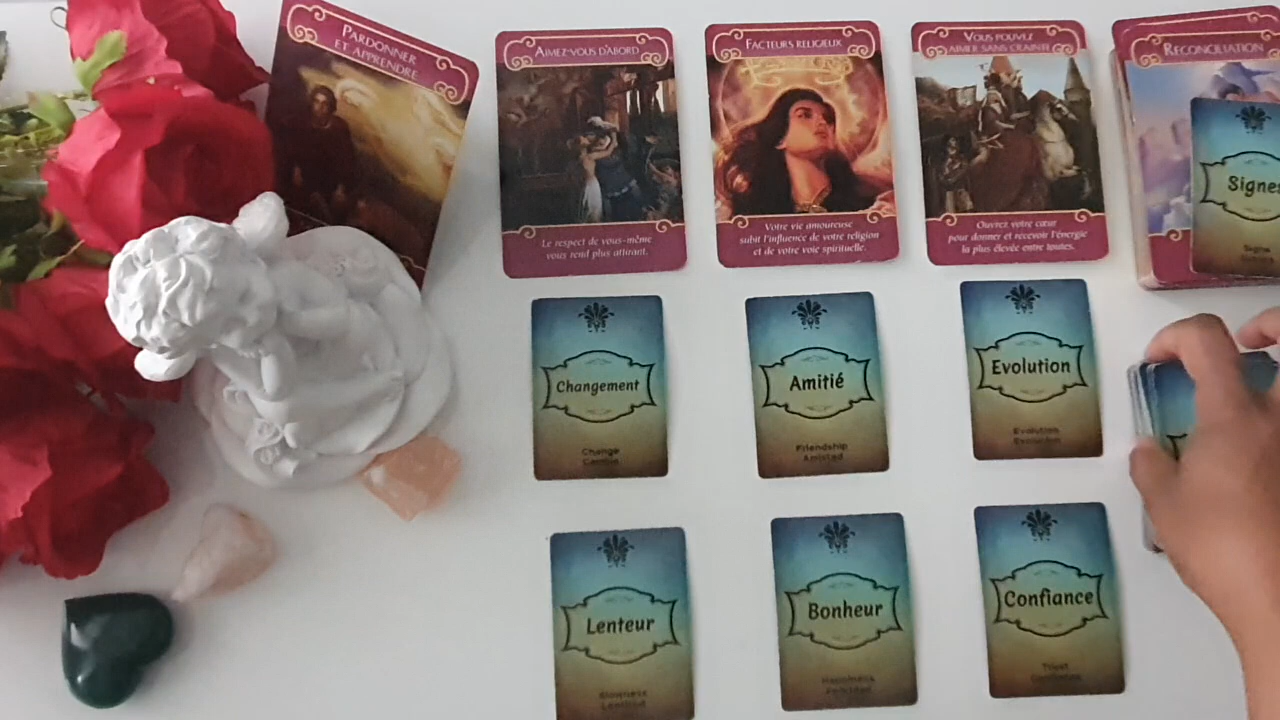 PARDONNER
ET APPRENDRE
AIMEZ-VOUS D'ABORD
Le respect de vous-même
vous rend plus attirant.
FACTEURS RELIGIEUX
Votre vie amoureuse
subit l'influence de votre religion
et de votre voie spirituelle.
VOUS POUVEZ
AIMER SANS CRAINTE
Ouvrez votre cœur
pour donner et recevoir l'énergie
la plus élevée entre toutes.
RECONCILIATION
Signes
Changement
Change
Cambio
Amitié
Friendship
Amistad
Evolution
Evolution
Lenteur
Slowness
Lentitud
Bonheur
Happiness
Felicidad
Confiance
Trust